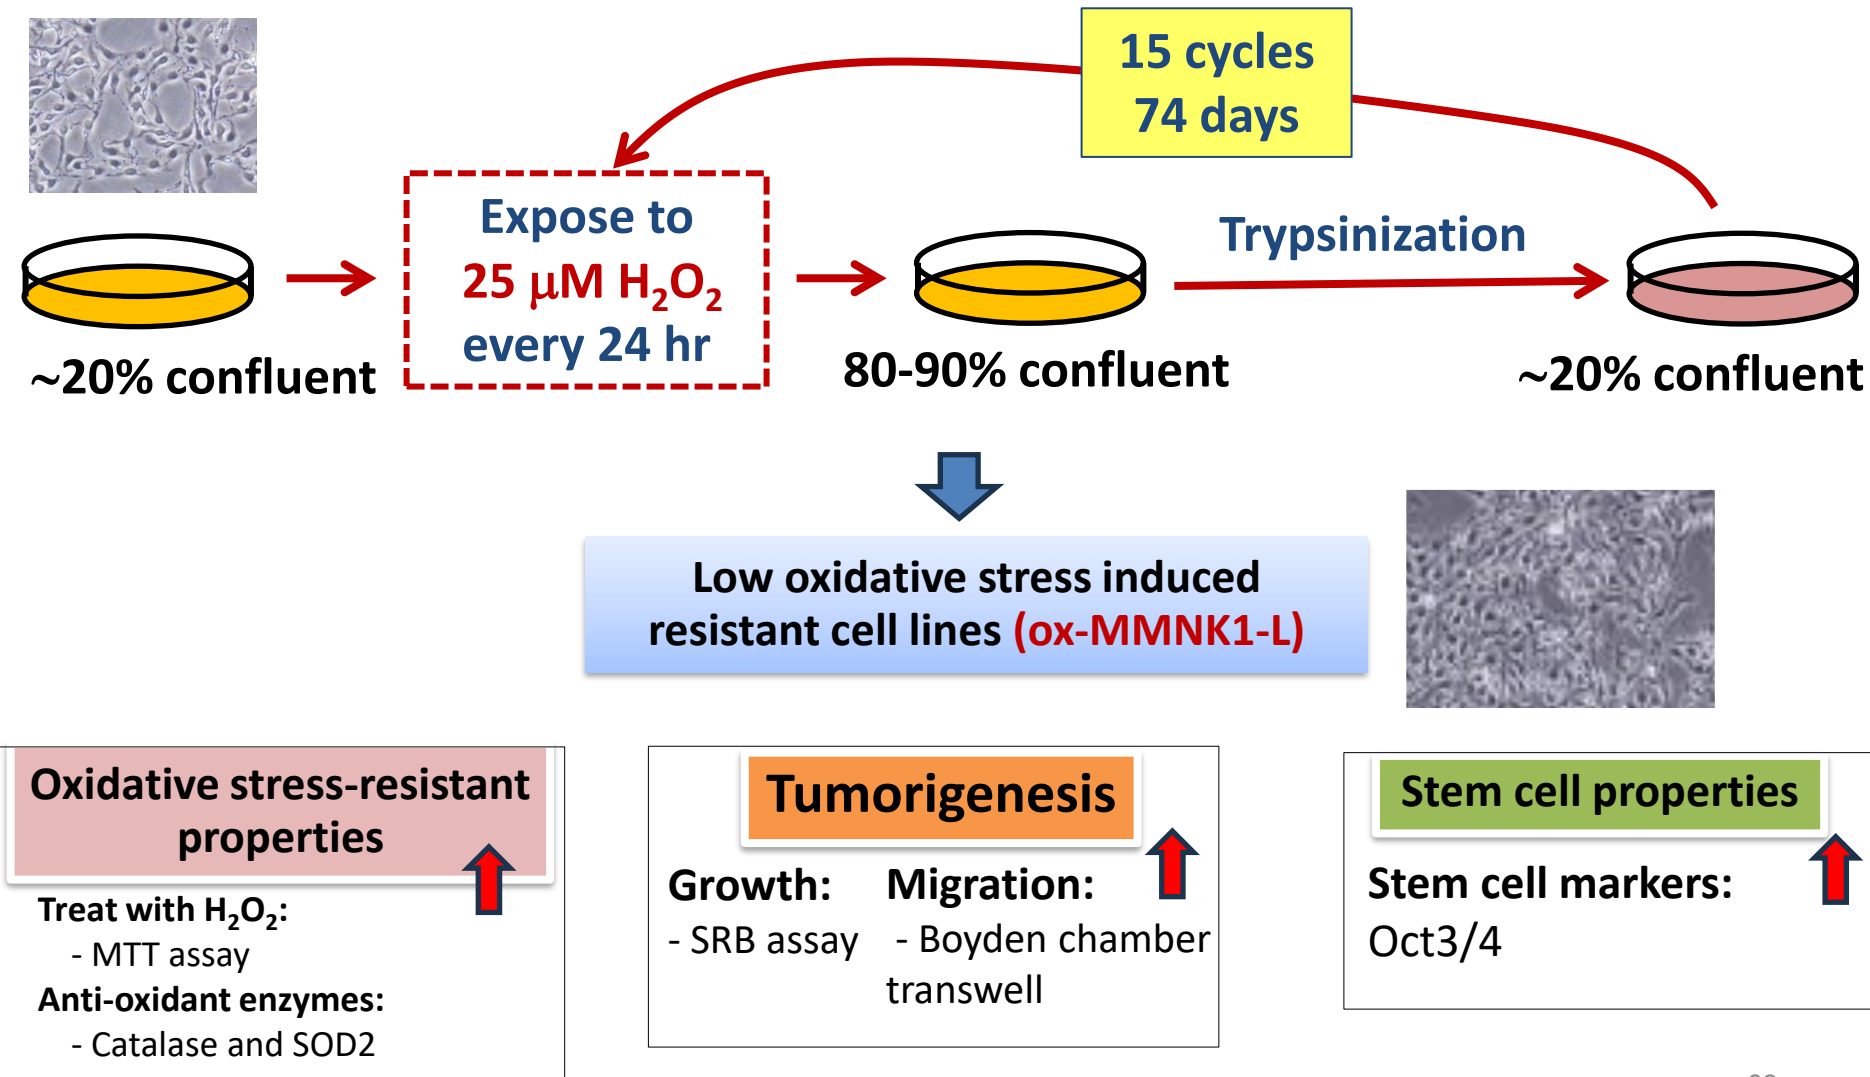 15 cycles
74 days
Expose to
25 μM H₂O₂
every 24 hr
Trypsinization
~20% confluent
80-90% confluent
~20% confluent
Low oxidative stress induced
resistant cell lines (ox-MMNK1-L)
Oxidative stress-resistant
properties
Treat with H₂O₂:
- MTT assay
Anti-oxidant enzymes:
- Catalase and SOD2
Tumorigenesis
Growth:
- SRB assay
Migration:
- Boyden chamber
transwell
Stem cell properties
Stem cell markers:
Oct3/4